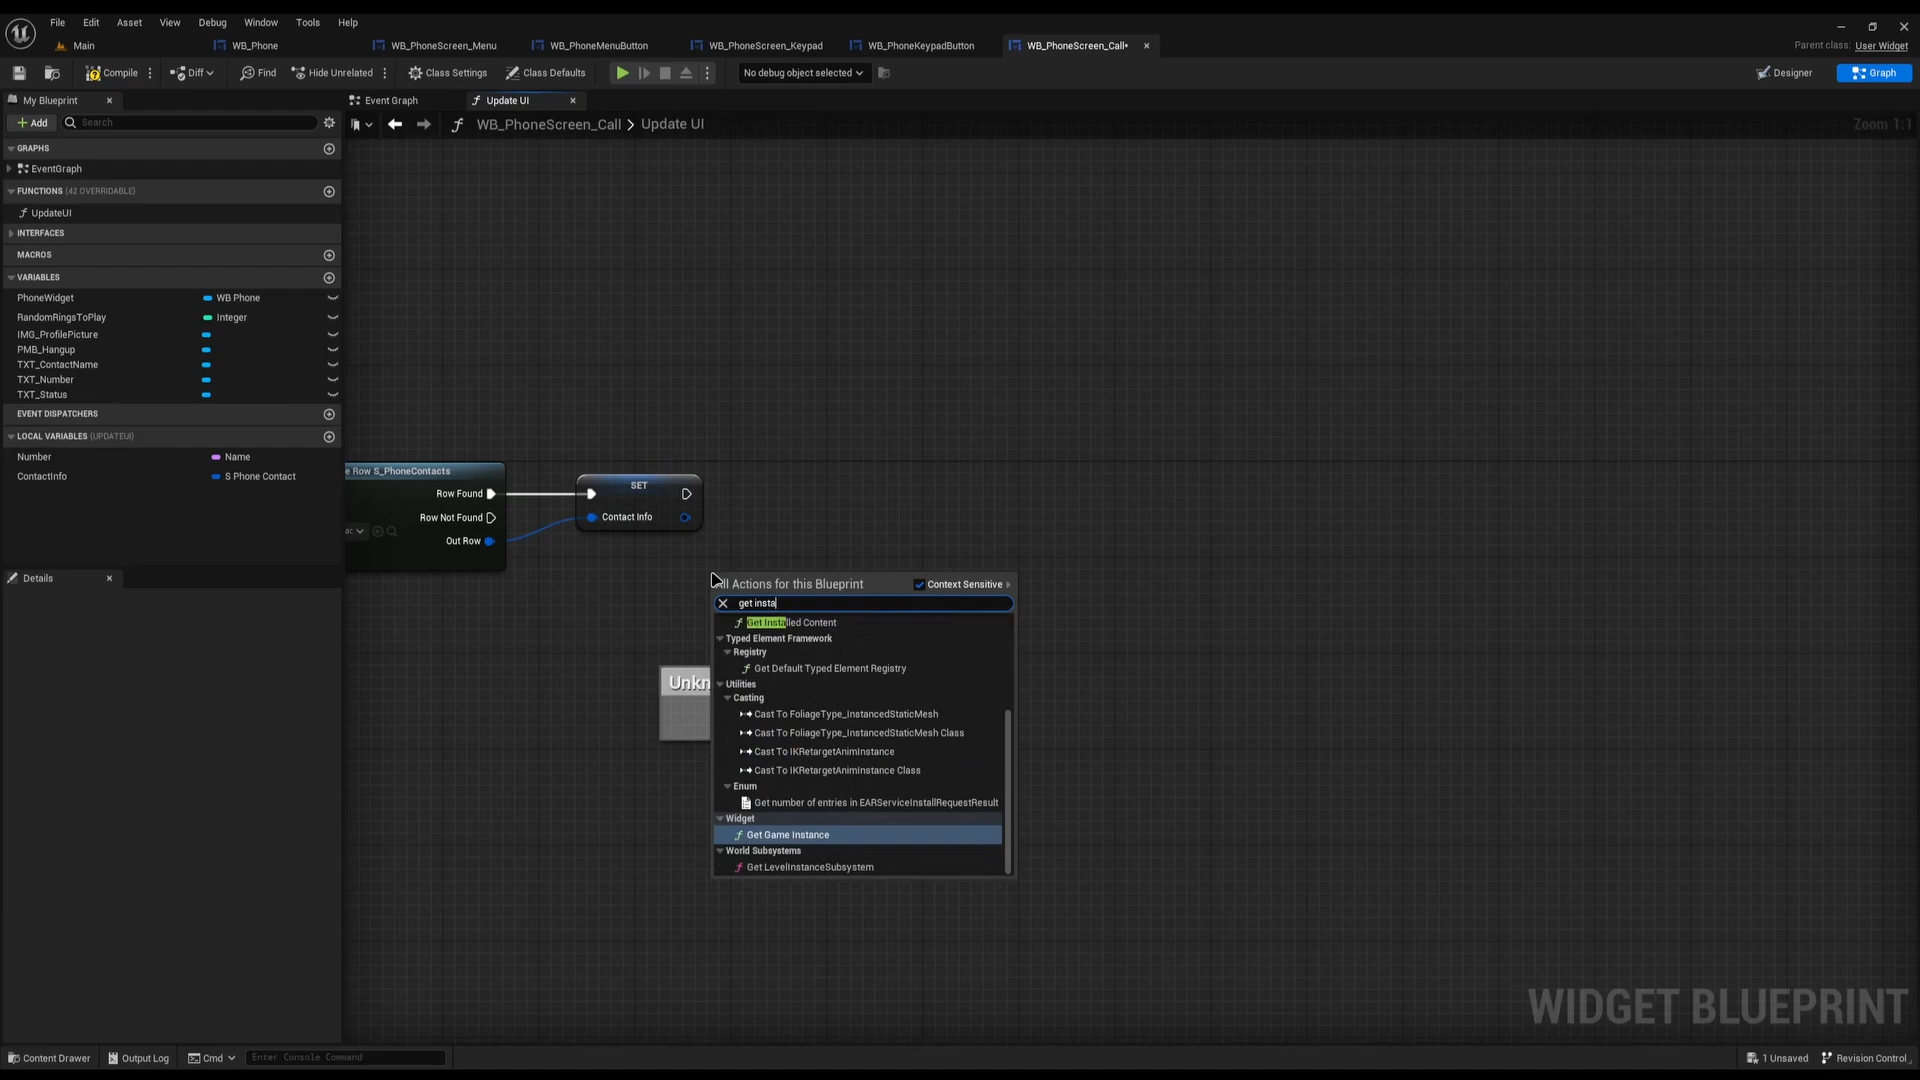 File Edit Asset View Debug Window Tools Help
Main WB_Phone WB_PhoneScreen_Menu WB_PhoneMenuButton WB_PhoneScreen_Keypad WB_PhoneKeypadButton WB_PhoneScreen_Call•
Parent class: User Widget
Compile Diff Find Hide Unrelated Class Settings Class Defaults No debug object selected Designer Graph
My Blueprint Event Graph Update UI
Add Search WB_PhoneScreen_Call > Update UI Zoom 1:1
GRAPHS
EventGraph
FUNCTIONS (42 OVERRIDABLE)
UpdateUI
INTERFACES
MACROS
VARIABLES
PhoneWidget WB Phone
RandomRingsToPlay Integer
IMG_ProfilePicture
PMB_Hangup
TXT_ContactName
TXT_Number
TXT_Status
EVENT DISPATCHERS
LOCAL VARIABLES (UPDATEUI)
Number Name
ContactInfo S Phone Contact
Details
e Row S_PhoneContacts
Row Found
Row Not Found
Out Row
SET
Contact Info
Unkn
All Actions for this Blueprint Context Sensitive
get insta
Get Installed Content
Typed Element Framework
Registry
Get Default Typed Element Registry
Utilities
Casting
Cast To FoliageType_InstancedStaticMesh
Cast To FoliageType_InstancedStaticMesh Class
Cast To IKRetargetAnimInstance
Cast To IKRetargetAnimInstance Class
Enum
Get number of entries in EARServiceInstallRequestResult
Widget
Get Game Instance
World Subsystems
Get LevelInstanceSubsystem
WIDGET BLUEPRINT
Content Drawer Output Log Cmd Enter Console Command 1 Unsaved Revision Control